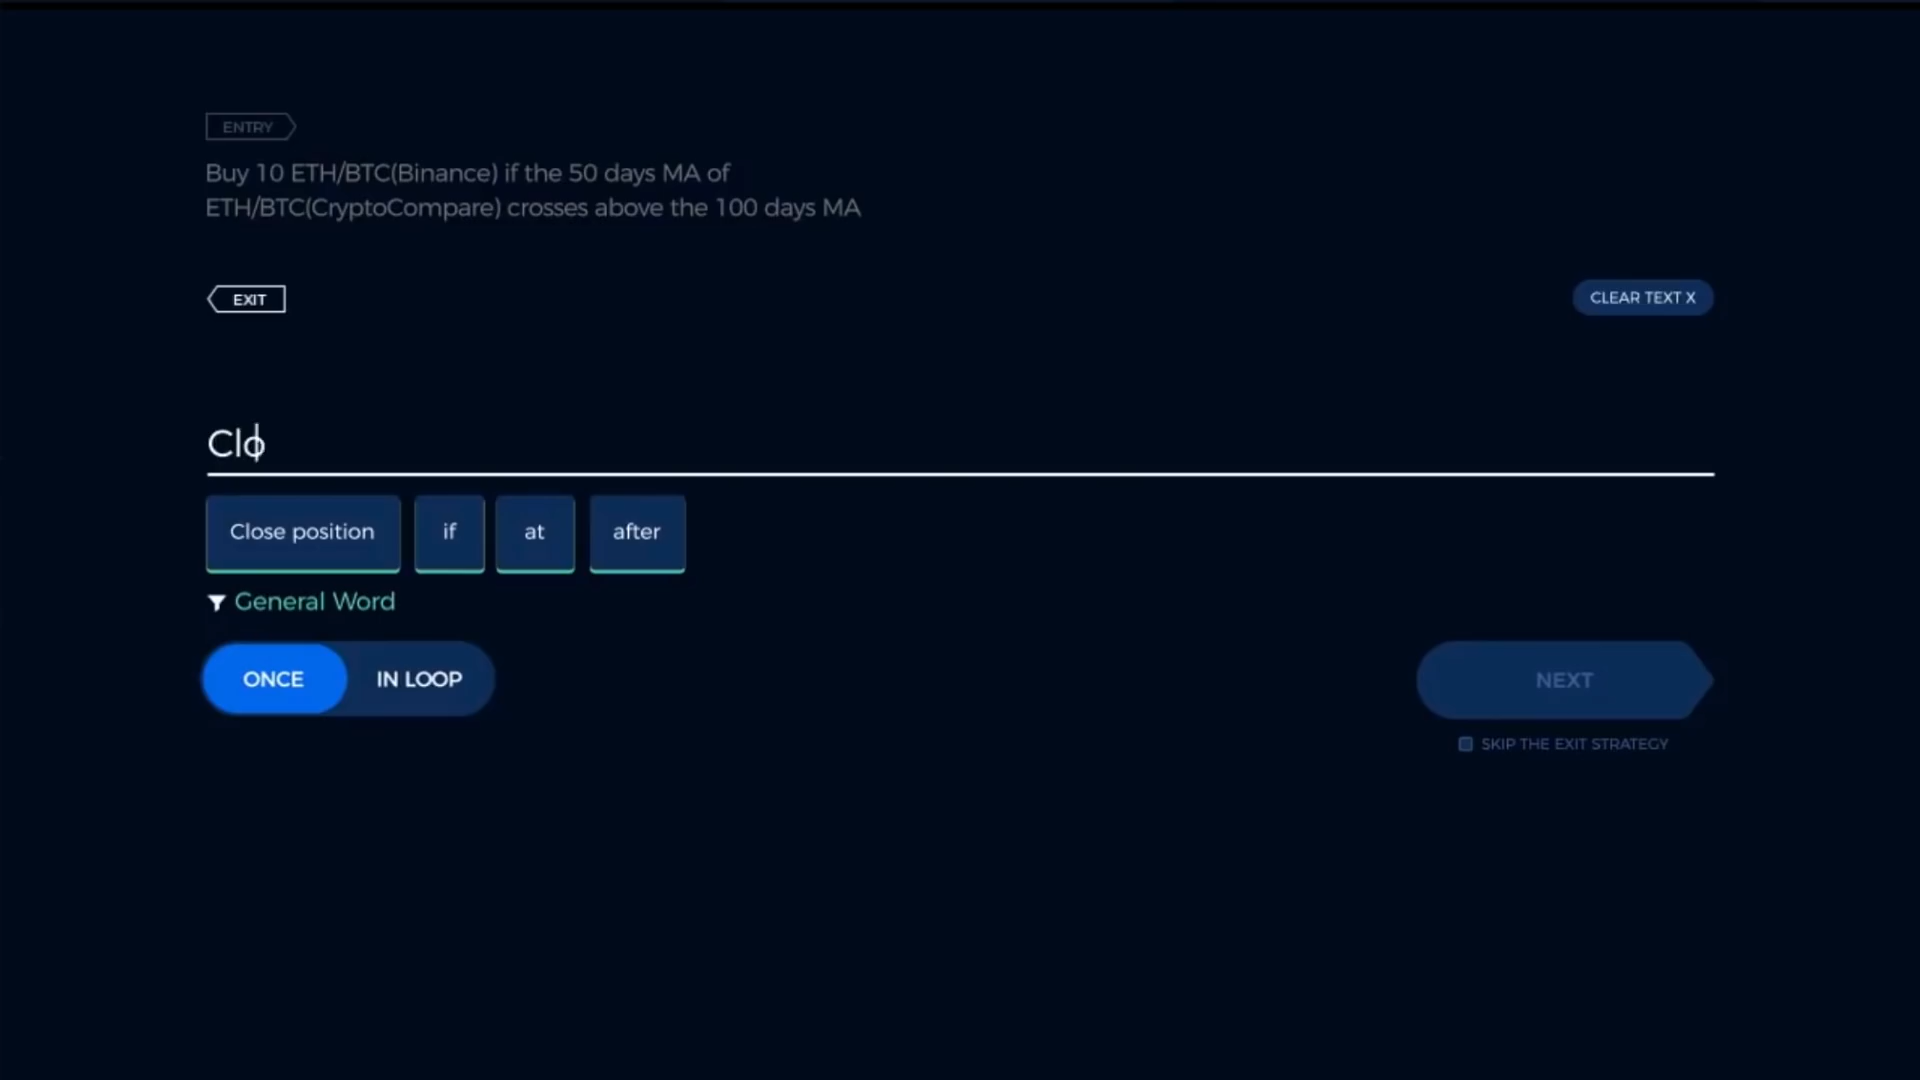 ENTRY
Buy 10 ETH/BTC(Binance) if the 50 days MA of
ETH/BTC(CryptoCompare) crosses above the 100 days MA
EXIT
CLEAR TEXT X
Clo
Close position if at after
General Word
ONCE IN LOOP
NEXT
SKIP THE EXIT STRATEGY